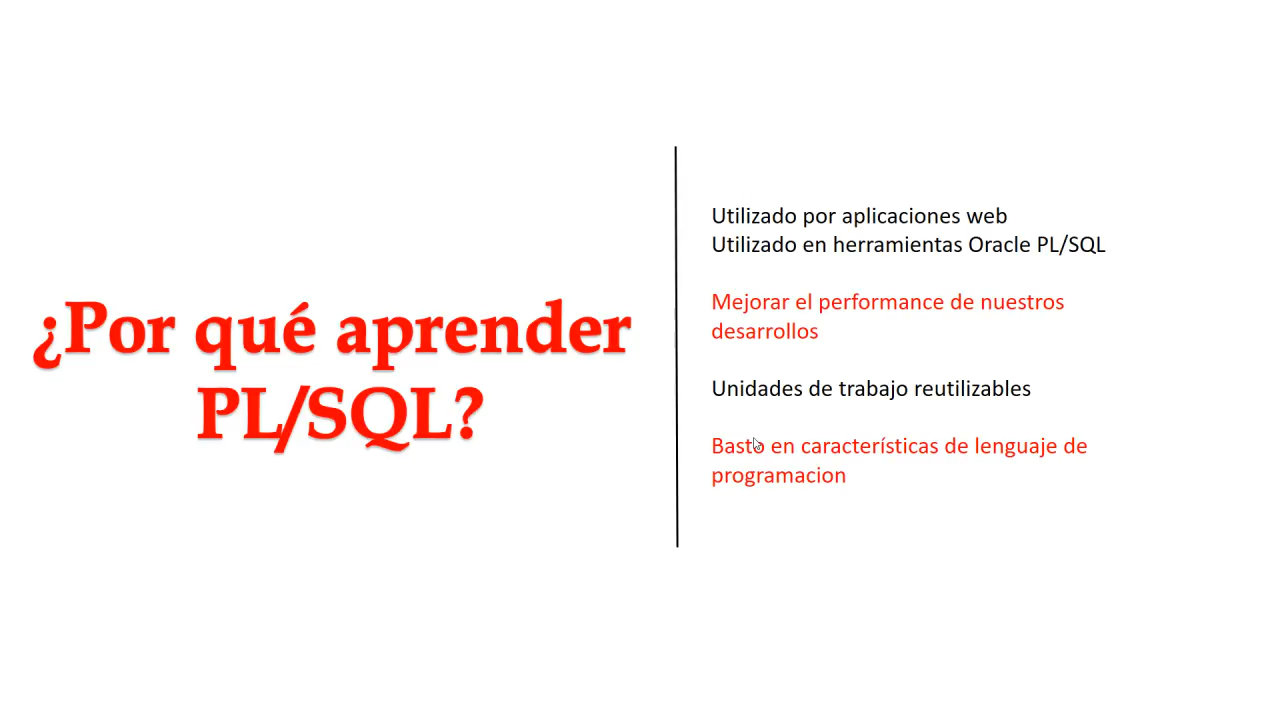 ¿Por qué aprender
PL/SQL?
Utilizado por aplicaciones web
Utilizado en herramientas Oracle PL/SQL
Mejorar el performance de nuestros
desarrollos
Unidades de trabajo reutilizables
Basto en características de lenguaje de
programacion